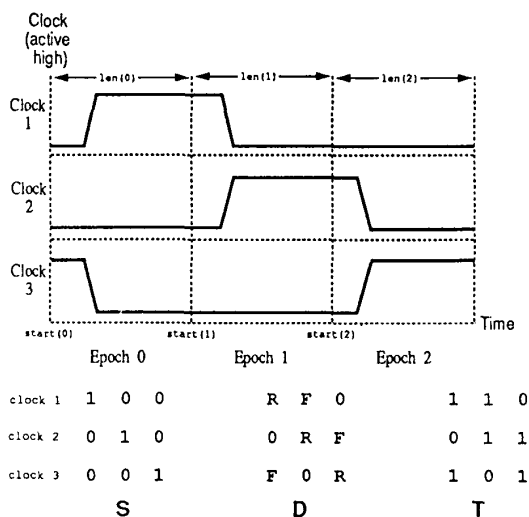 Clock
(active
high)
len(0) len(1) len(2)
Clock
1
Clock
2
Clock
3
Time
start(0) start(1) start(2)
Epoch 0 Epoch 1 Epoch 2
clock 1 1 0 0 R F 0 1 1 0
clock 2 0 1 0 0 R F 0 1 1
clock 3 0 0 1 F 0 R 1 0 1
S D T